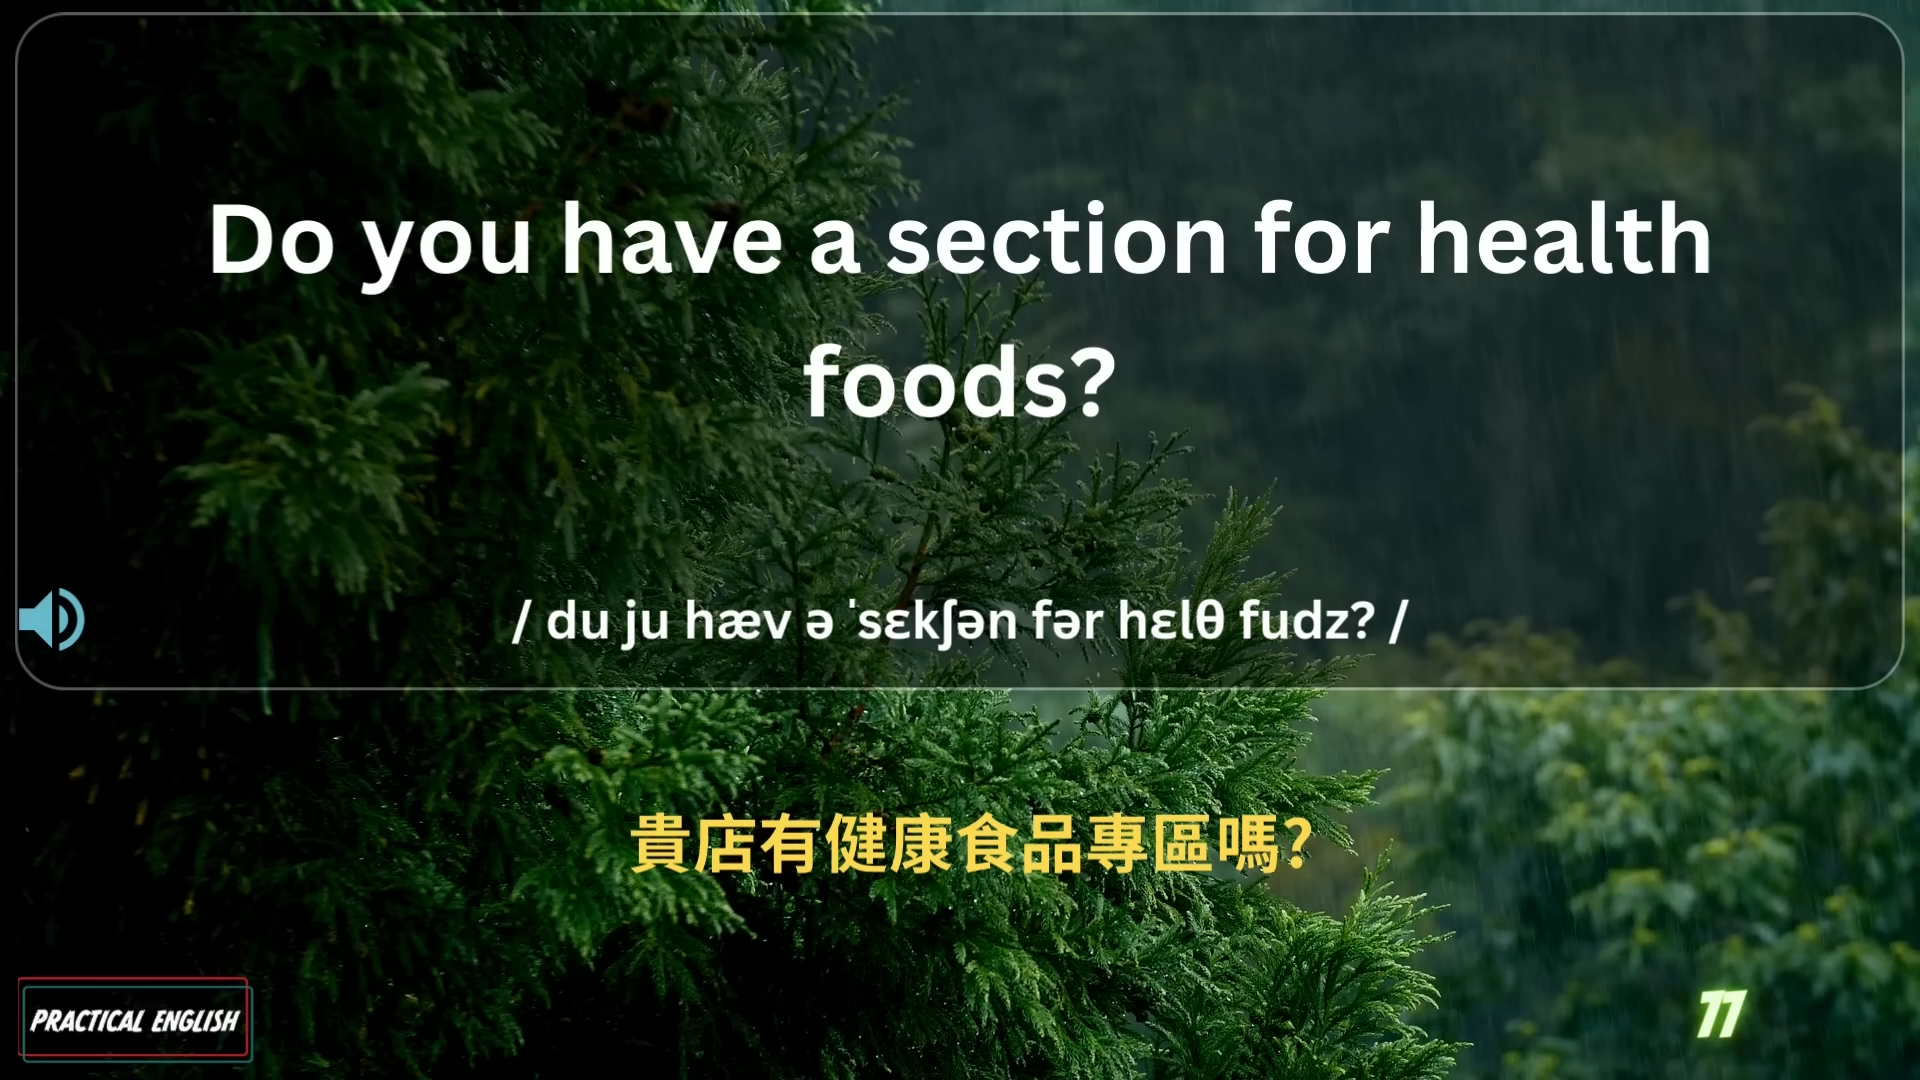 Do you have a section for health
foods?
/ du ju hæv ə ˈsɛkʃən fər hɛlθ fudz? /
貴店有健康食品專區嗎?
PRACTICAL ENGLISH
77